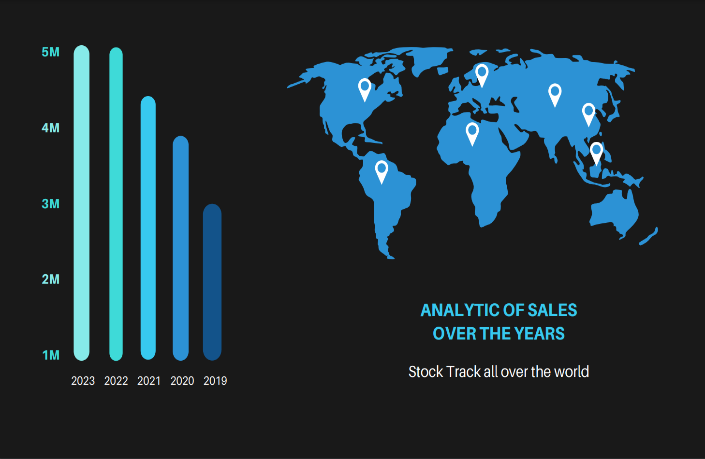 5M
4M
3M
2M
1M
2023 2022 2021 2020 2019
ANALYTIC OF SALES
OVER THE YEARS
Stock Track all over the world